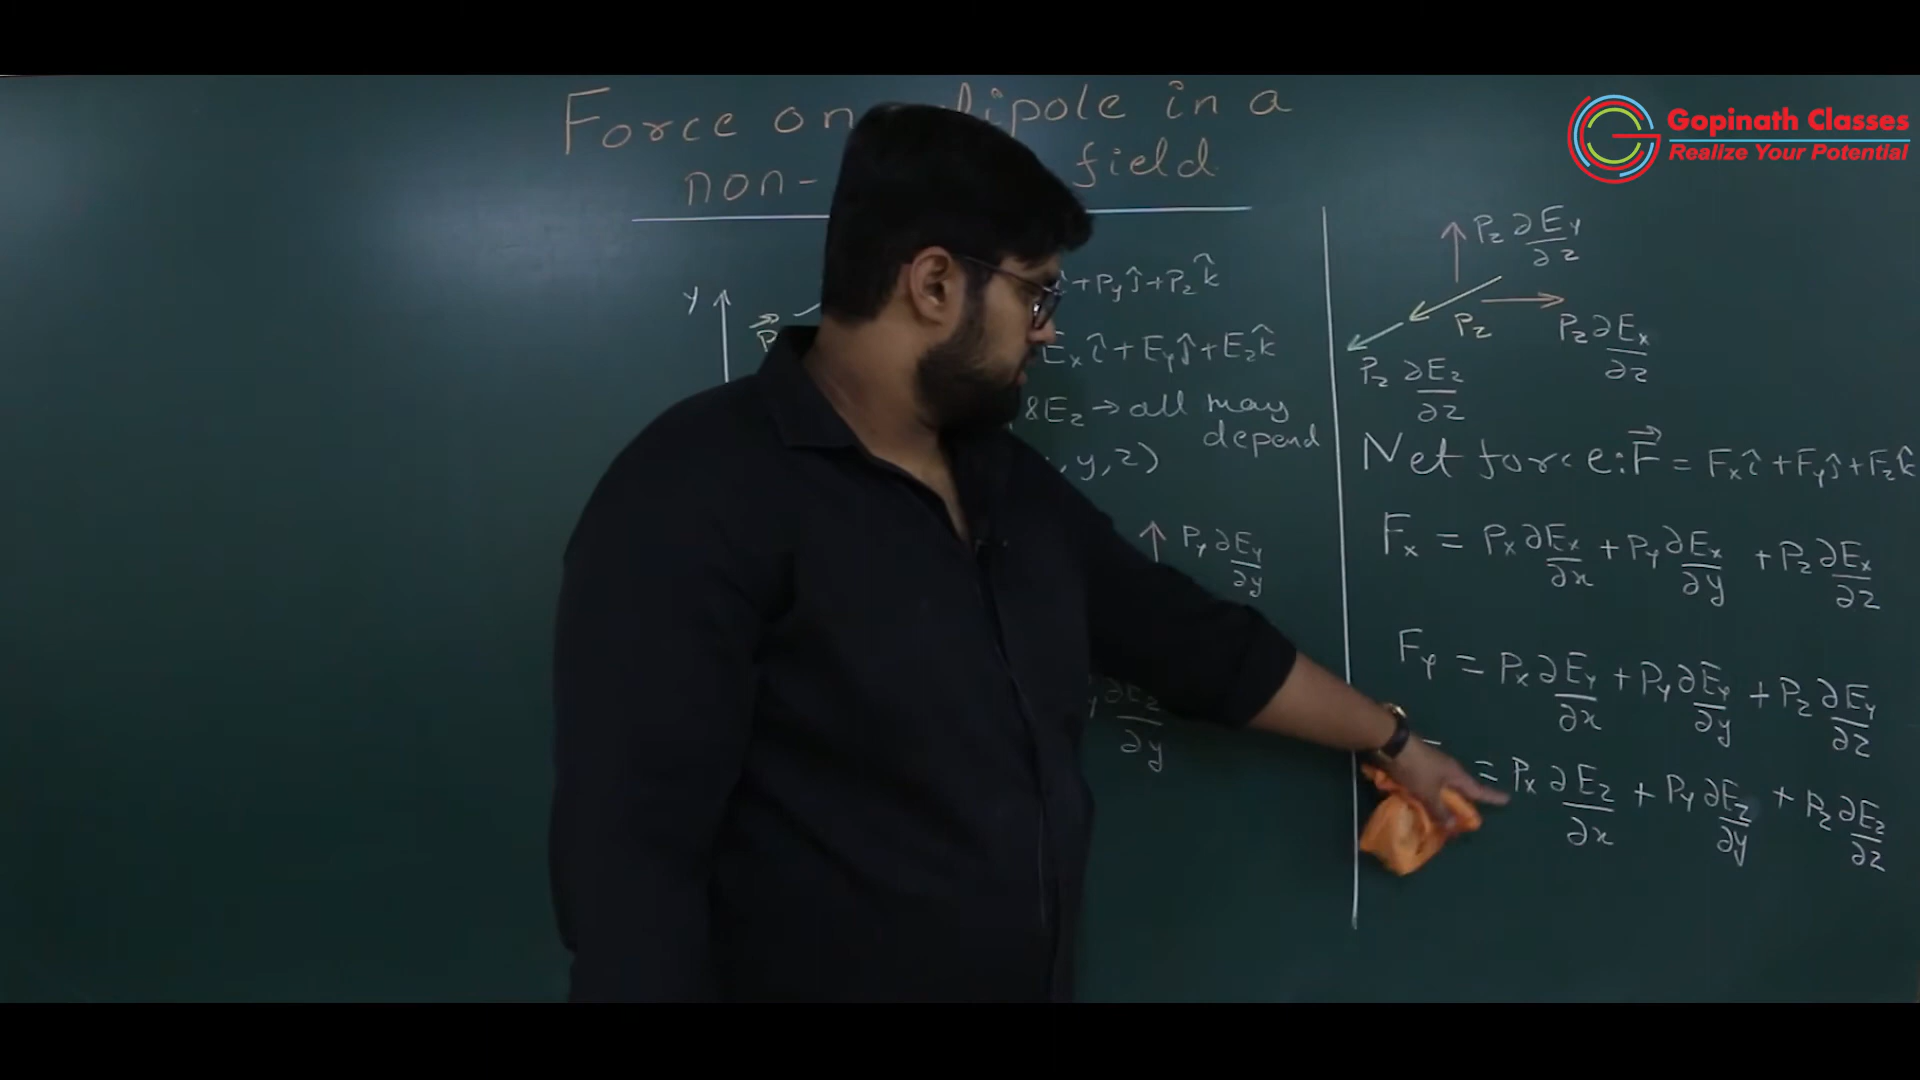 Gopinath Classes
Realize Your Potential
Force on dipole in a
non- field
y
P
î+Pyĵ+Pzk̂
Exî+Eyĵ+Ezk̂
&Ez→all may
depend
,y,z)
Py ∂Ey/∂y
∂Ez/∂y
Pz ∂Ey/∂z
Pz
Pz ∂Ex/∂z
Pz ∂Ez/∂z
Net force: F⃗ = Fxî+Fyĵ+Fzk̂
Fx = Px ∂Ex/∂x + Py ∂Ex/∂y + Pz ∂Ex/∂z
Fy = Px ∂Ey/∂x + Py ∂Ey/∂y + Pz ∂Ey/∂z
= Px ∂Ez/∂x + Py ∂Ez/∂y + Pz ∂Ez/∂z